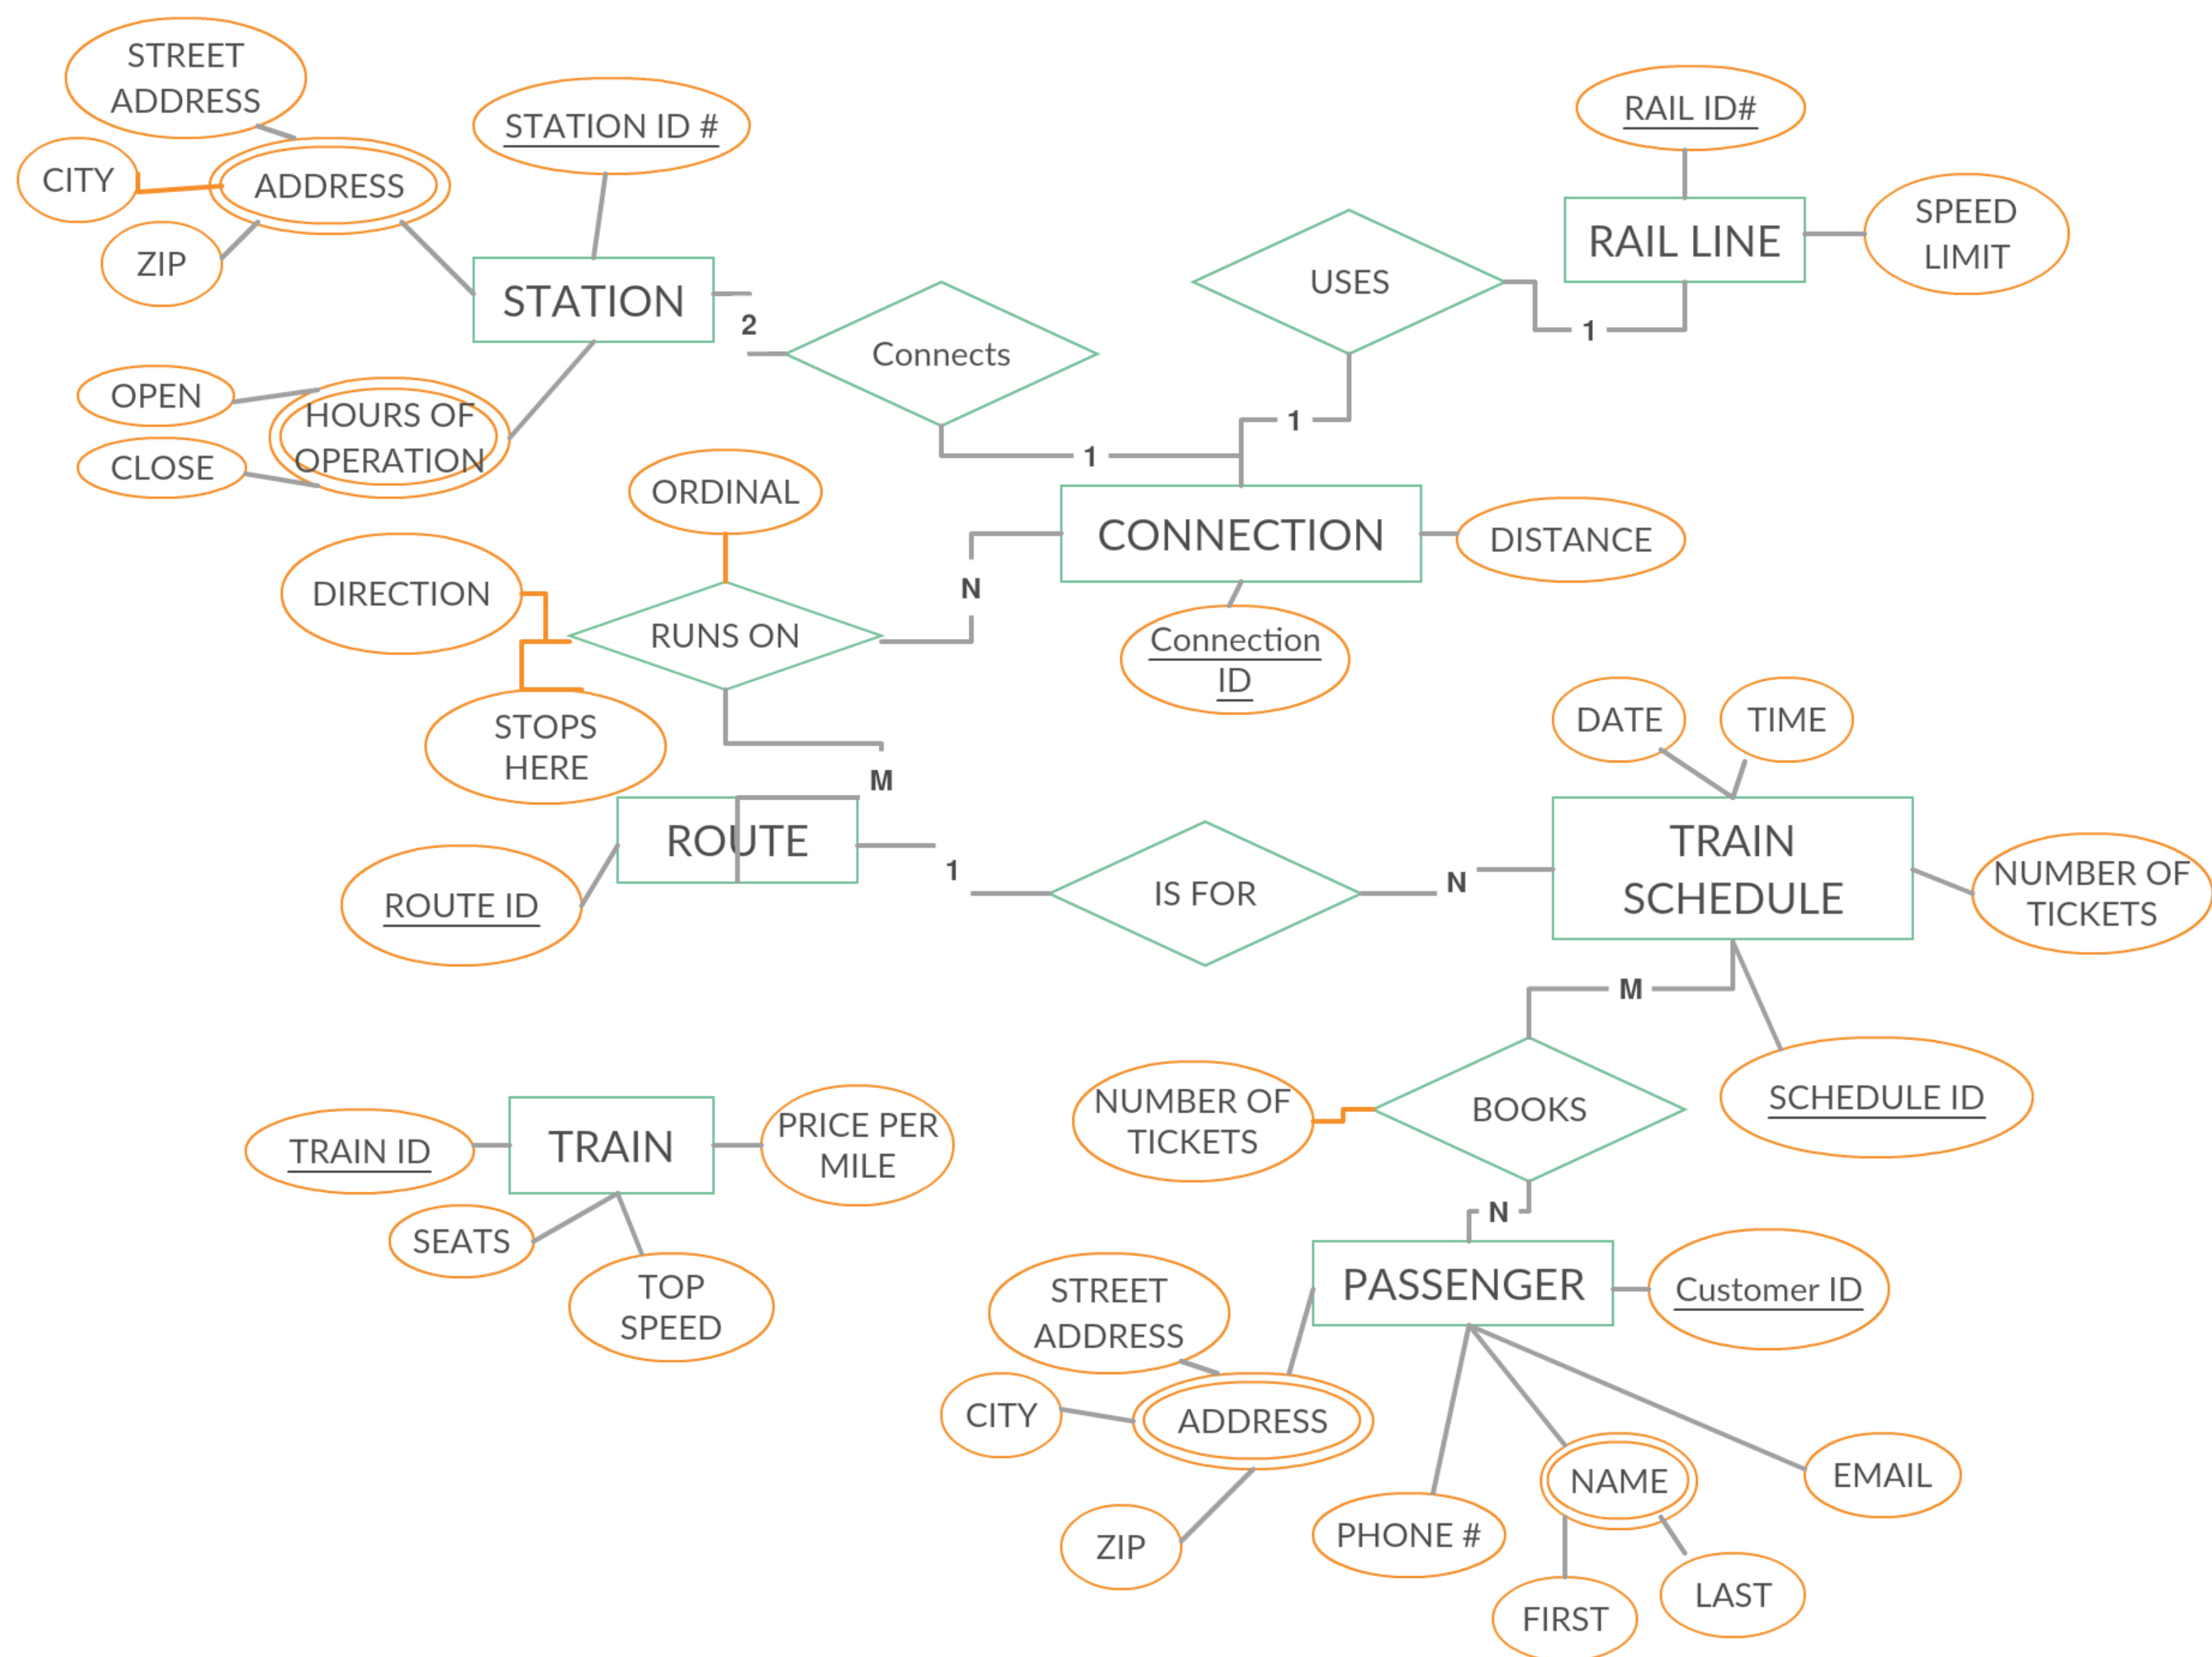 STREET
ADDRESS
STATION ID #
RAIL ID#
CITY
ADDRESS
ZIP
SPEED
LIMIT
RAIL LINE
STATION
USES
2
1
Connects
OPEN
HOURS OF
OPERATION
CLOSE
1
1
ORDINAL
CONNECTION
DISTANCE
DIRECTION
N
RUNS ON
Connection
ID
STOPS
HERE
DATE
TIME
M
ROUTE
TRAIN
SCHEDULE
1
N
NUMBER OF
TICKETS
ROUTE ID
IS FOR
M
NUMBER OF
TICKETS
BOOKS
SCHEDULE ID
TRAIN ID
TRAIN
PRICE PER
MILE
SEATS
TOP
SPEED
N
STREET
ADDRESS
PASSENGER
Customer ID
CITY
ADDRESS
ZIP
PHONE #
NAME
EMAIL
FIRST
LAST